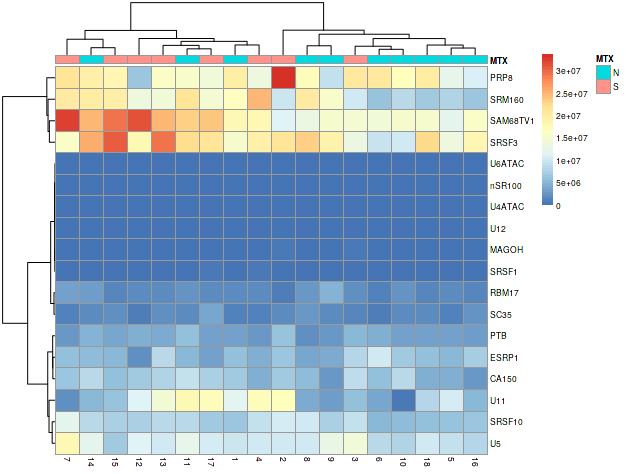 MTX
PRP8
SRM160
SAM68TV1
SRSF3
U6ATAC
nSR100
U4ATAC
U12
MAGOH
SRSF1
RBM17
SC35
PTB
ESRP1
CA150
U11
SRSF10
U5
7 14 15 12 13 11 17 1 4 2 8 9 3 6 10 18 5 16
3e+07
2.5e+07
2e+07
1.5e+07
1e+07
5e+06
0
MTX
N
S